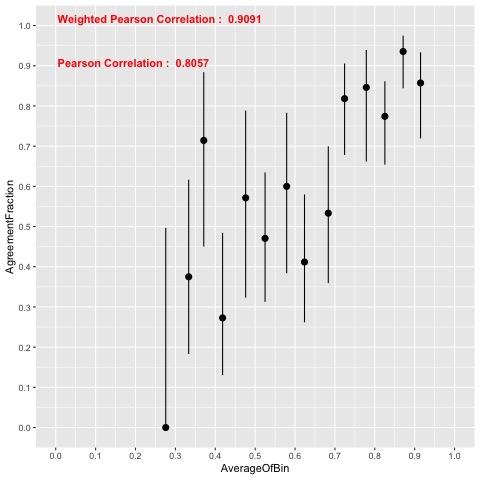 Weighted Pearson Correlation : 0.9091
Pearson Correlation : 0.8057
AgreementFraction
1.0
0.9
0.8
0.7
0.6
0.5
0.4
0.3
0.2
0.1
0.0
0.0 0.1 0.2 0.3 0.4 0.5 0.6 0.7 0.8 0.9 1.0
AverageOfBin